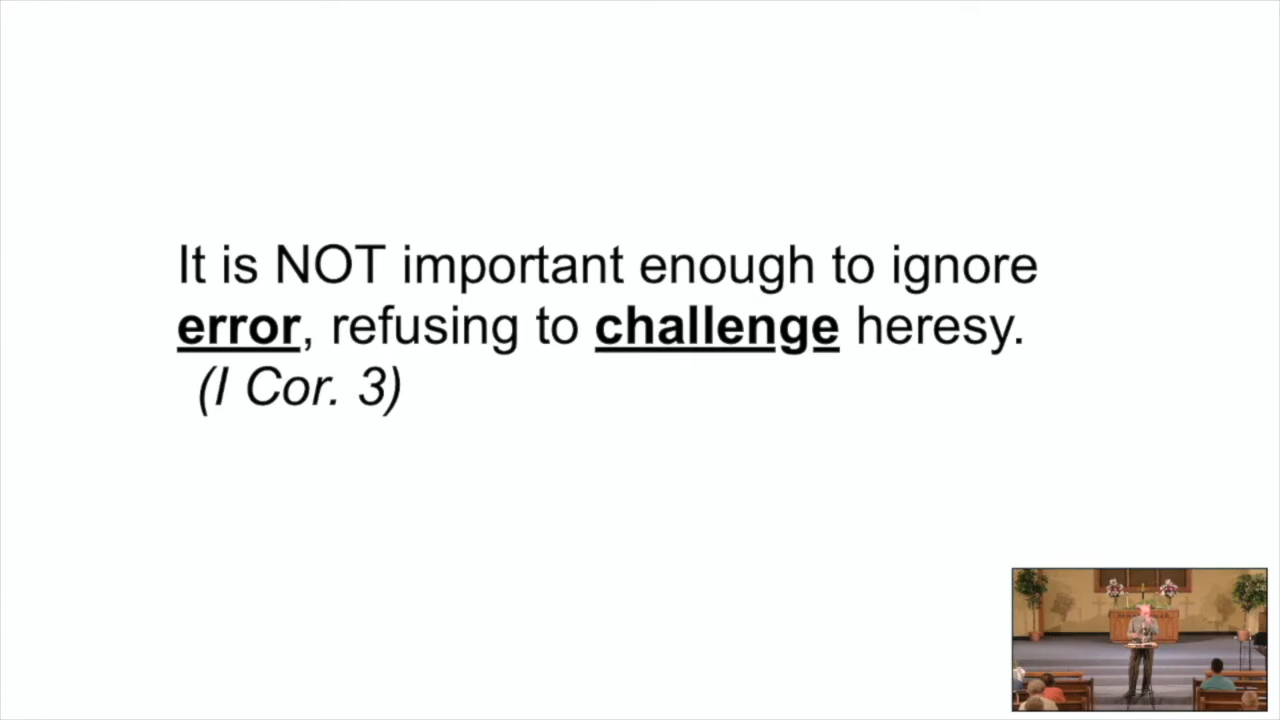 It is NOT important enough to ignore
error, refusing to challenge heresy.
(I Cor. 3)